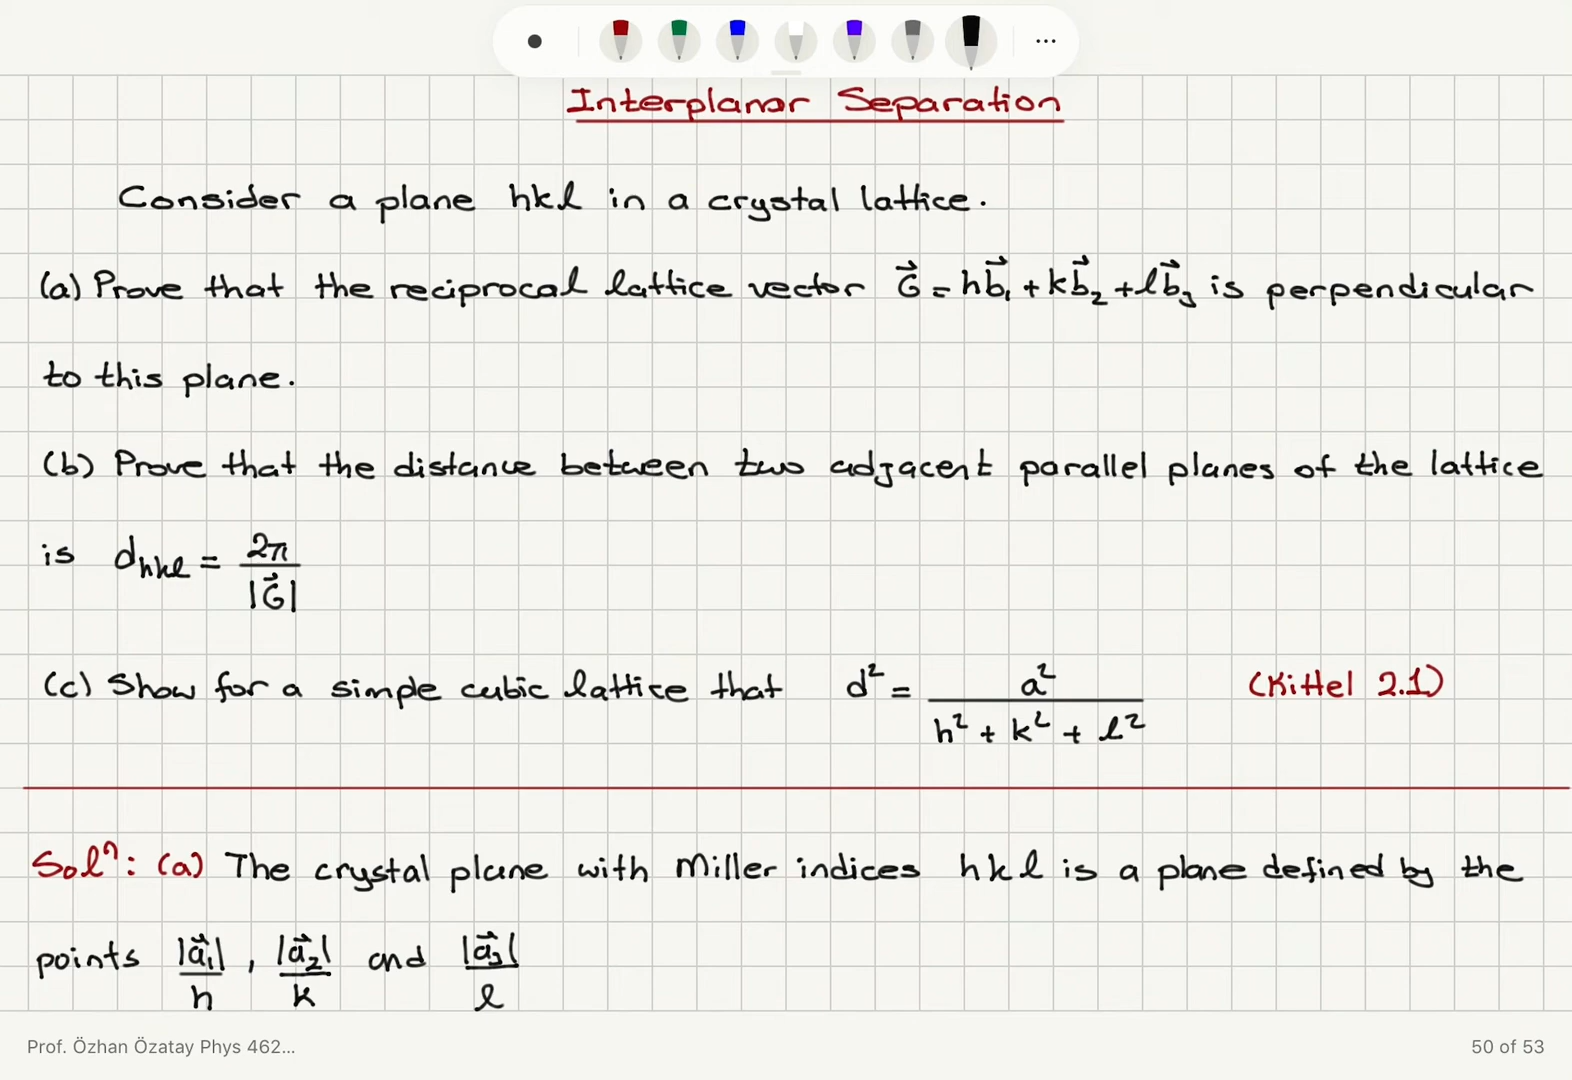 Interplanar Separation
Consider a plane hkl in a crystal lattice.
(a) Prove that the reciprocal lattice vector G⃗ = hb⃗₁ + kb⃗₂ + lb⃗₃ is perpendicular
to this plane.
(b) Prove that the distance between two adjacent parallel planes of the lattice
is d_hkl = 2π / |G⃗|
(c) Show for a simple cubic lattice that d² = a² / (h² + k² + l²) (Kittel 2.1)
Solⁿ: (a) The crystal plane with Miller indices hkl is a plane defined by the
points |a⃗₁|/h , |a⃗₂|/k and |a⃗₃|/l
Prof. Özhan Özatay Phys 462...
50 of 53